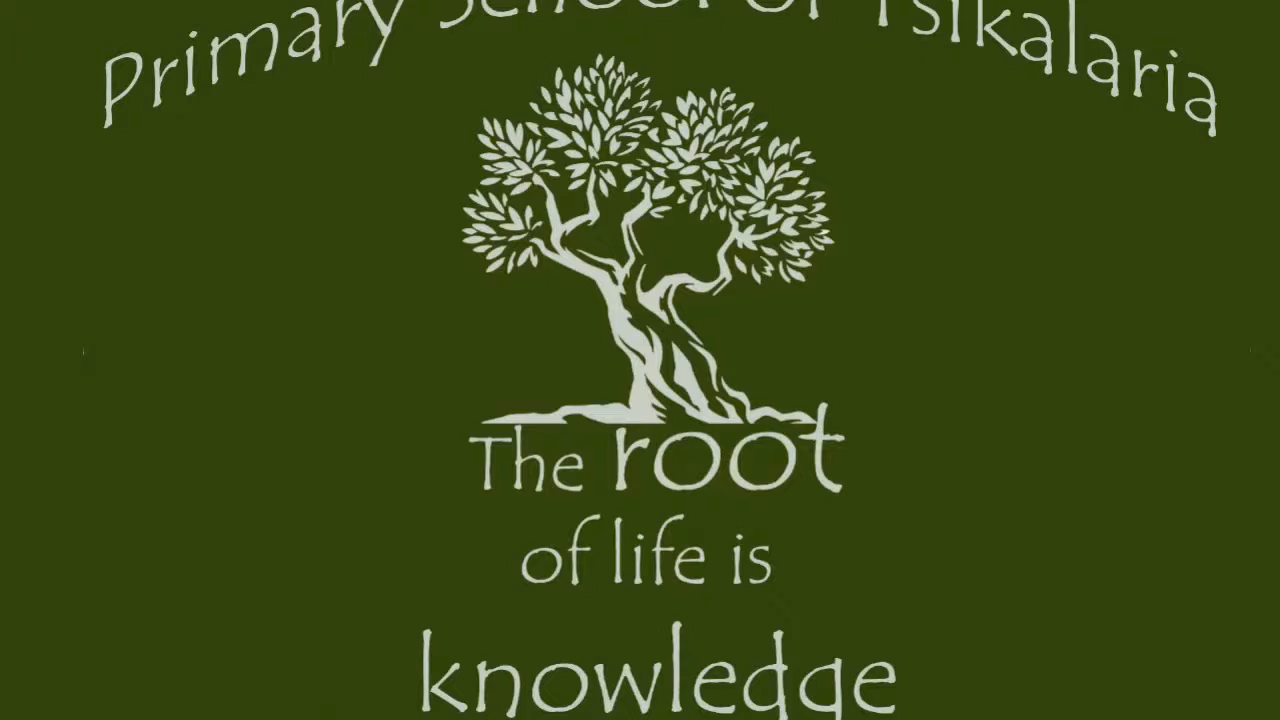 Primary School of Tsikalaria
The root
of life is
knowledge